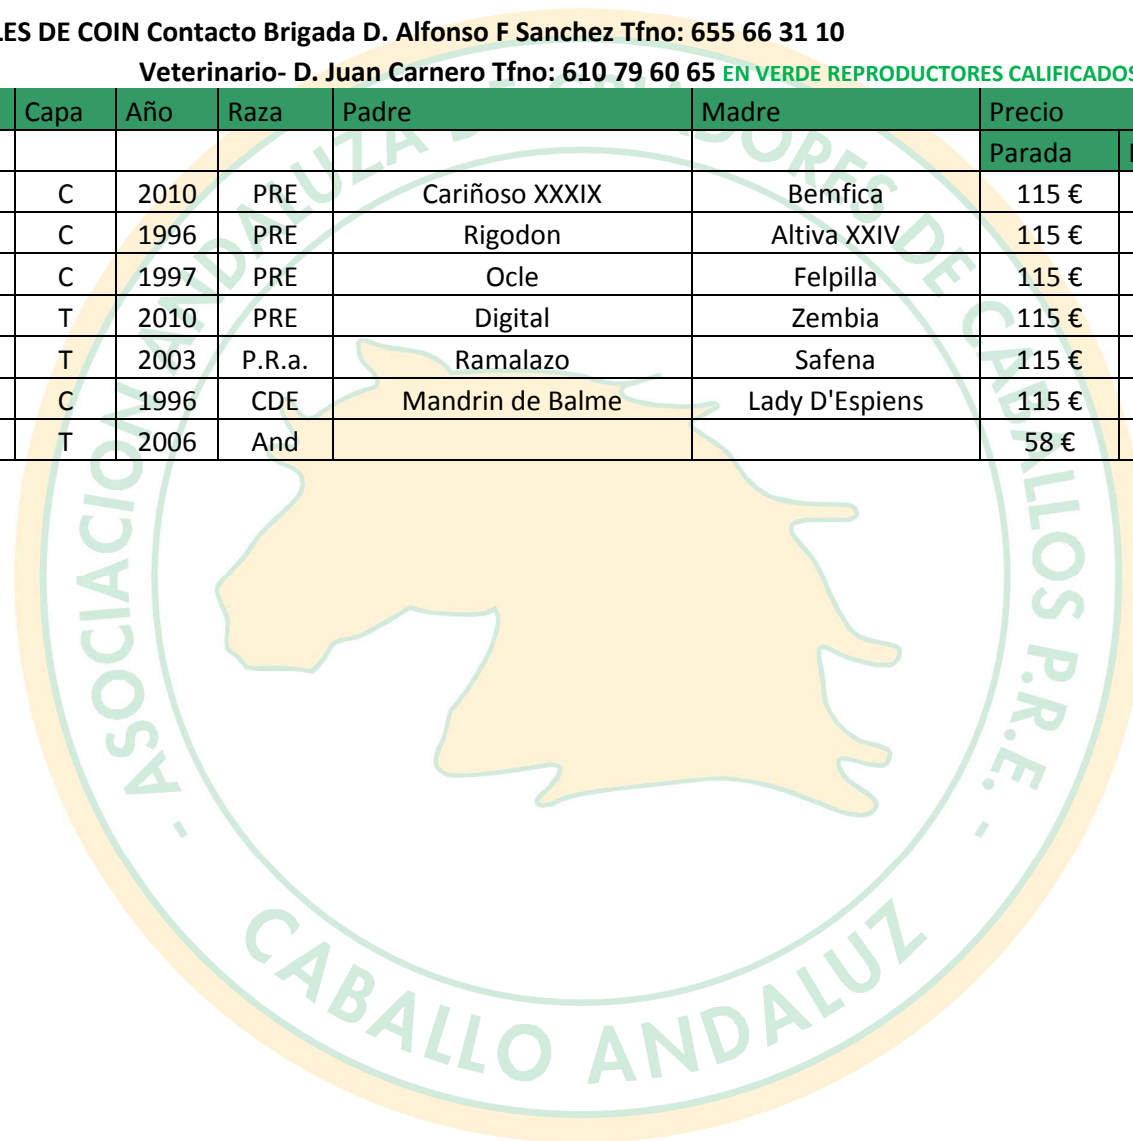 LES DE COIN Contacto Brigada D. Alfonso F Sanchez Tfno: 655 66 31 10
Veterinario- D. Juan Carnero Tfno: 610 79 60 65 EN VERDE REPRODUCTORES CALIFICADOS
Capa Año Raza Padre Madre Precio
Parada
C 2010 PRE Cariñoso XXXIX Bemfica 115 €
C 1996 PRE Rigodon Altiva XXIV 115 €
C 1997 PRE Ocle Felpilla 115 €
T 2010 PRE Digital Zembia 115 €
T 2003 P.R.a. Ramalazo Safena 115 €
C 1996 CDE Mandrin de Balme Lady D'Espiens 115 €
T 2006 And 58 €
ASOCIACION ANDALUZA DE CRIADORES DE CABALLOS P.R.E.
- CABALLO ANDALUZ -